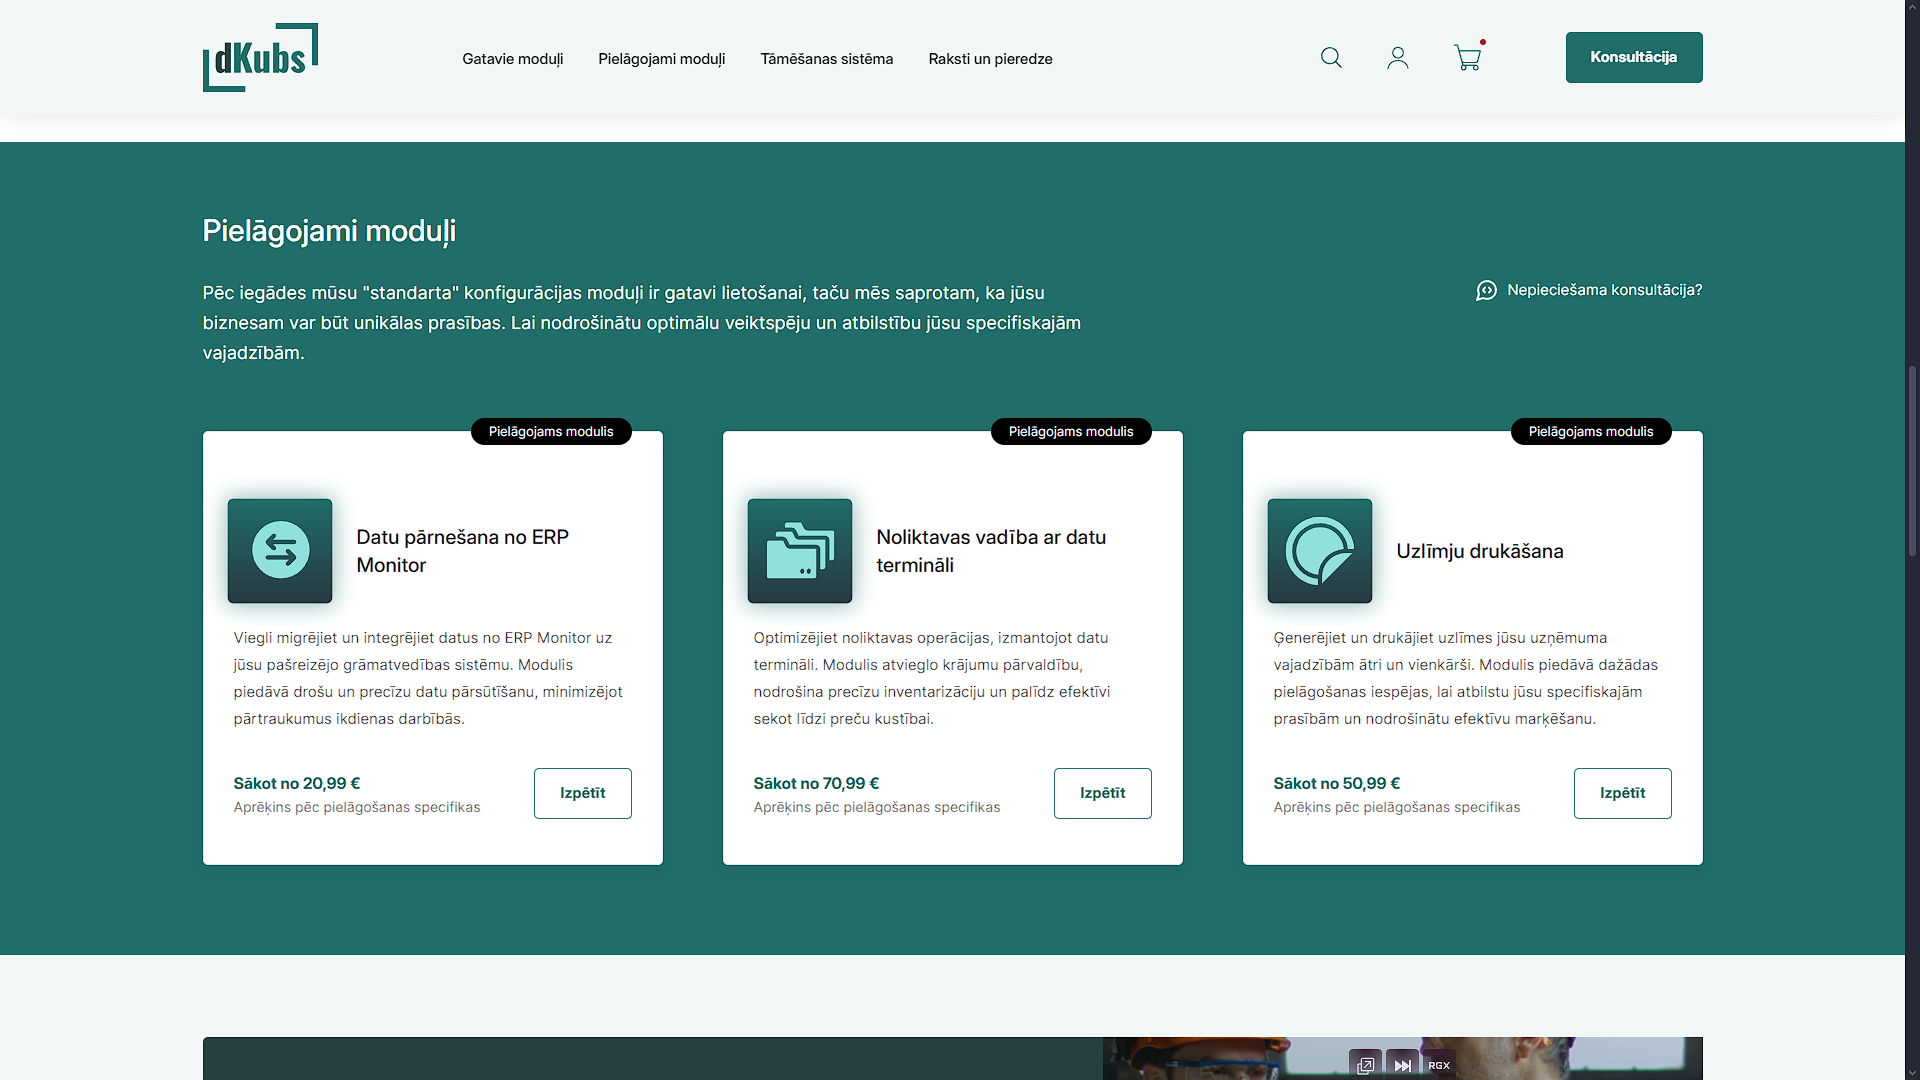 dKubs
Gatavie moduļi
Pielāgojami moduļi
Tāmēšanas sistēma
Raksti un pieredze
Konsultācija
Pielāgojami moduļi
Pēc iegādes mūsu "standarta" konfigurācijas moduļi ir gatavi lietošanai, taču mēs saprotam, ka jūsu
biznesam var būt unikālas prasības. Lai nodrošinātu optimālu veiktspēju un atbilstību jūsu specifiskajām
vajadzībām.
Nepieciešama konsultācija?
Pielāgojams modulis
Datu pārnešana no ERP
Monitor
Viegli migrējiet un integrējiet datus no ERP Monitor uz
jūsu pašreizējo grāmatvedības sistēmu. Modulis
piedāvā drošu un precīzu datu pārsūtīšanu, minimizējot
pārtraukumus ikdienas darbībās.
Sākot no 20,99 €
Aprēķins pēc pielāgošanas specifikas
Izpētīt
Pielāgojams modulis
Noliktavas vadība ar datu
termināli
Optimizējiet noliktavas operācijas, izmantojot datu
termināli. Modulis atvieglo krājumu pārvaldību,
nodrošina precīzu inventarizāciju un palīdz efektīvi
sekot līdzi preču kustībai.
Sākot no 70,99 €
Aprēķins pēc pielāgošanas specifikas
Izpētīt
Pielāgojams modulis
Uzlīmju drukāšana
Ģenerējiet un drukājiet uzlīmes jūsu uzņēmuma
vajadzībām ātri un vienkārši. Modulis piedāvā dažādas
pielāgošanas iespējas, lai atbilstu jūsu specifiskajām
prasībām un nodrošinātu efektīvu marķēšanu.
Sākot no 50,99 €
Aprēķins pēc pielāgošanas specifikas
Izpētīt
RGX